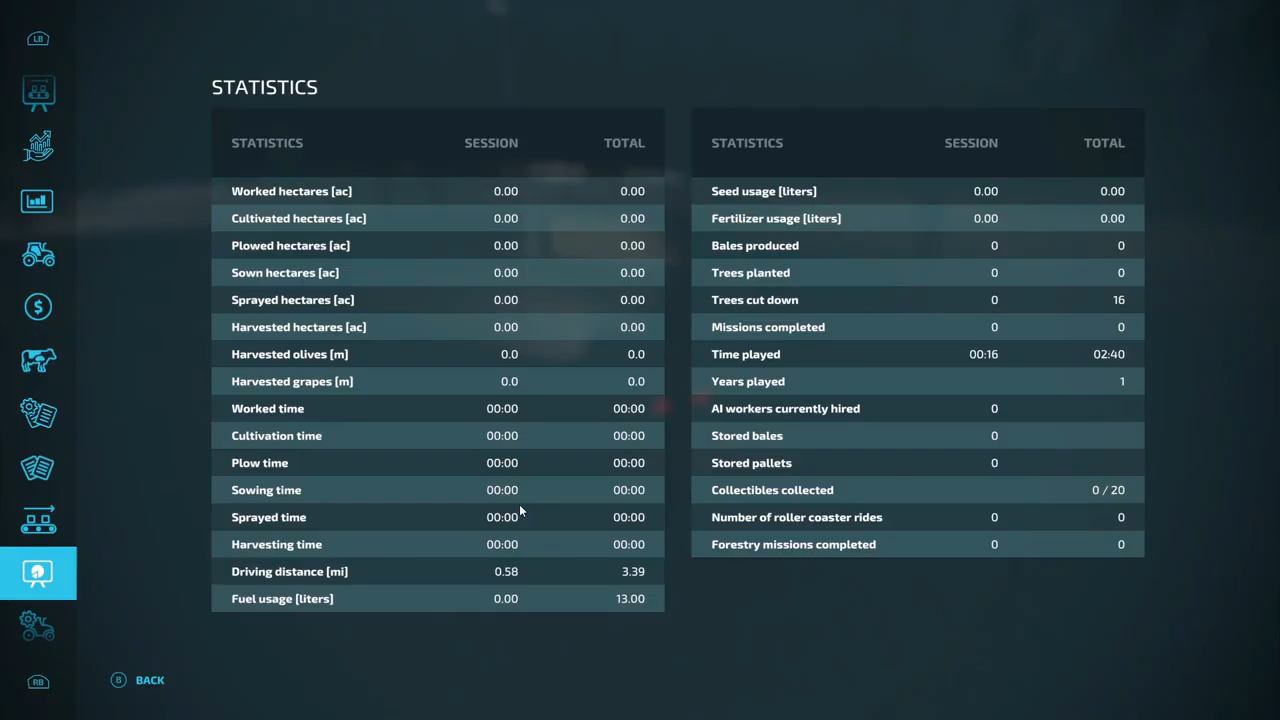 LB
STATISTICS
STATISTICS SESSION TOTAL
Worked hectares [ac] 0.00 0.00
Cultivated hectares [ac] 0.00 0.00
Plowed hectares [ac] 0.00 0.00
Sown hectares [ac] 0.00 0.00
Sprayed hectares [ac] 0.00 0.00
Harvested hectares [ac] 0.00 0.00
Harvested olives [m] 0.0 0.0
Harvested grapes [m] 0.0 0.0
Worked time 00:00 00:00
Cultivation time 00:00 00:00
Plow time 00:00 00:00
Sowing time 00:00 00:00
Sprayed time 00:00 00:00
Harvesting time 00:00 00:00
Driving distance [mi] 0.58 3.39
Fuel usage [liters] 0.00 13.00
STATISTICS SESSION TOTAL
Seed usage [liters] 0.00 0.00
Fertilizer usage [liters] 0.00 0.00
Bales produced 0 0
Trees planted 0 0
Trees cut down 0 16
Missions completed 0 0
Time played 00:16 02:40
Years played 1
AI workers currently hired 0
Stored bales 0
Stored pallets 0
Collectibles collected 0 / 20
Number of roller coaster rides 0 0
Forestry missions completed 0 0
RB
B BACK